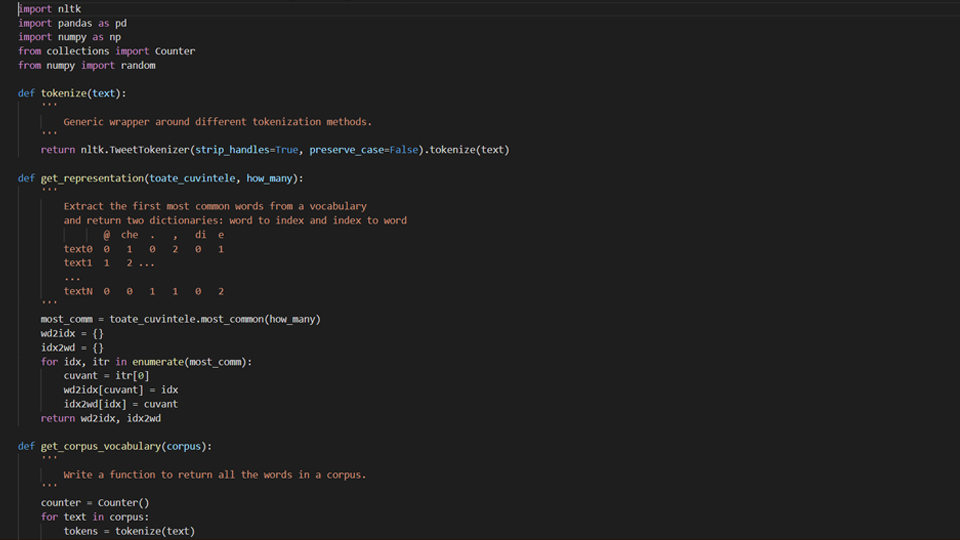 import nltk
import pandas as pd
import numpy as np
from collections import Counter
from numpy import random

def tokenize(text):
    '''
        Generic wrapper around different tokenization methods.
    '''
    return nltk.TweetTokenizer(strip_handles=True, preserve_case=False).tokenize(text)

def get_representation(toate_cuvintele, how_many):
    '''
        Extract the first most common words from a vocabulary
        and return two dictionaries: word to index and index to word
               @  che  .   ,   di  e
        text0  0   1   0   2   0   1
        text1  1   2 ...
        ...
        textN  0   0   1   1   0   2
    '''
    most_comm = toate_cuvintele.most_common(how_many)
    wd2idx = {}
    idx2wd = {}
    for idx, itr in enumerate(most_comm):
        cuvant = itr[0]
        wd2idx[cuvant] = idx
        idx2wd[idx] = cuvant
    return wd2idx, idx2wd

def get_corpus_vocabulary(corpus):
    '''
        Write a function to return all the words in a corpus.
    '''
    counter = Counter()
    for text in corpus:
        tokens = tokenize(text)